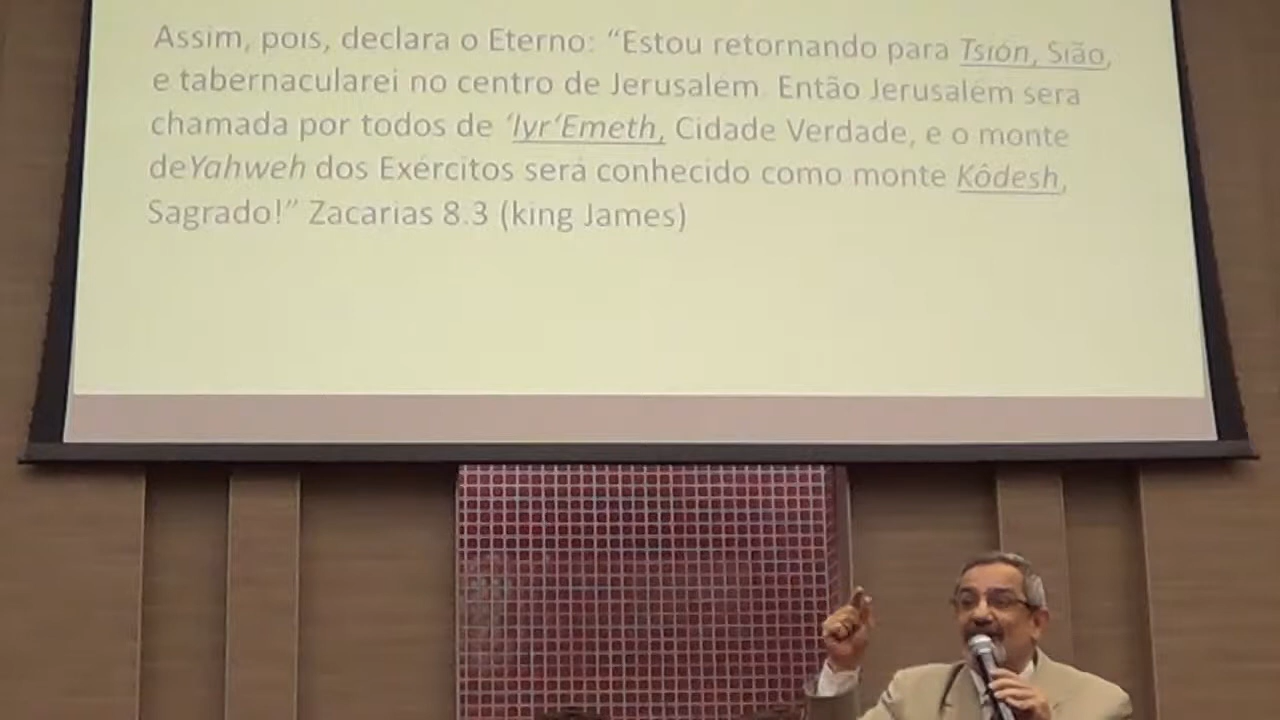 Assim, pois, declara o Eterno: “Estou retornando para Tsión, Sião,
e tabernacularei no centro de Jerusalém. Então Jerusalém será
chamada por todos de ‘Iyr‘Emeth, Cidade Verdade, e o monte
deYahweh dos Exércitos será conhecido como monte Kôdesh,
Sagrado!” Zacarias 8.3 (king James)